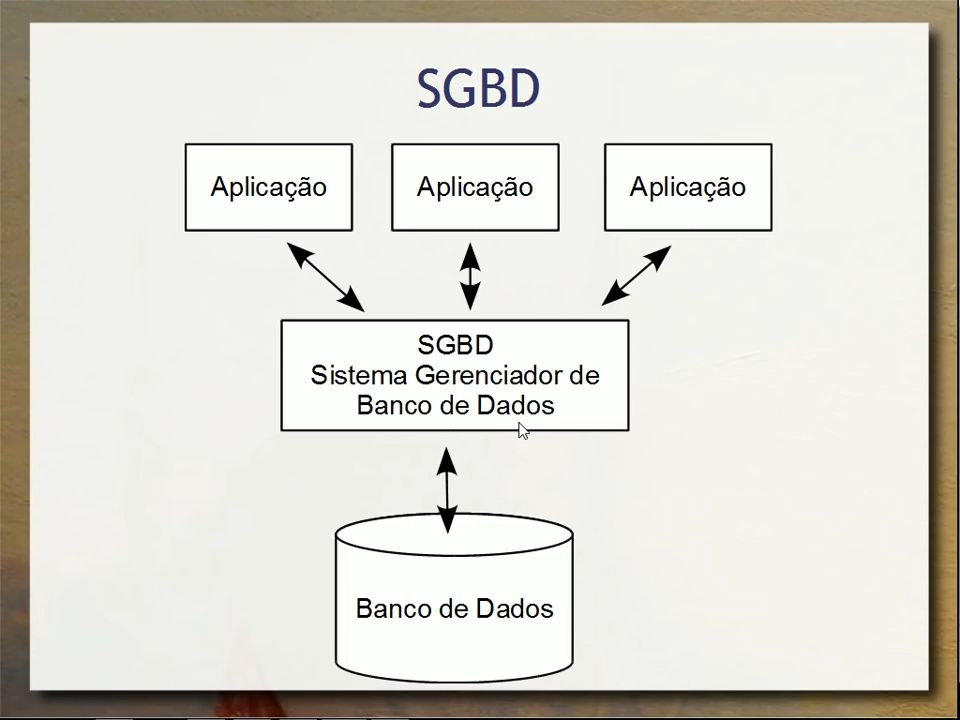 SGBD
Aplicação
Aplicação
Aplicação
SGBD
Sistema Gerenciador de
Banco de Dados
Banco de Dados